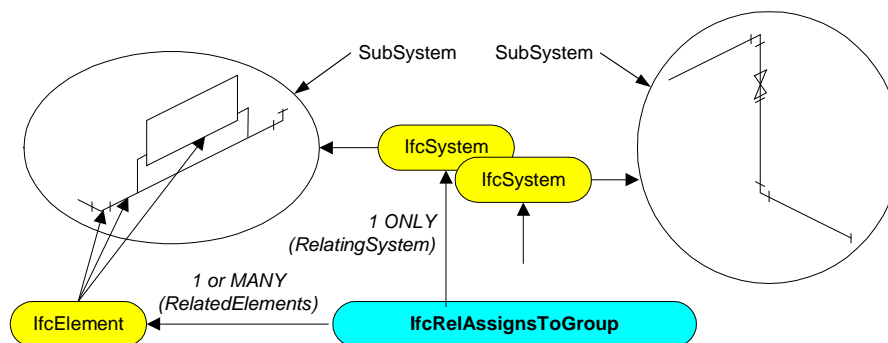 SubSystem
SubSystem
IfcSystem
IfcSystem
1 ONLY
(RelatingSystem)
1 or MANY
(RelatedElements)
IfcElement
IfcRelAssignsToGroup